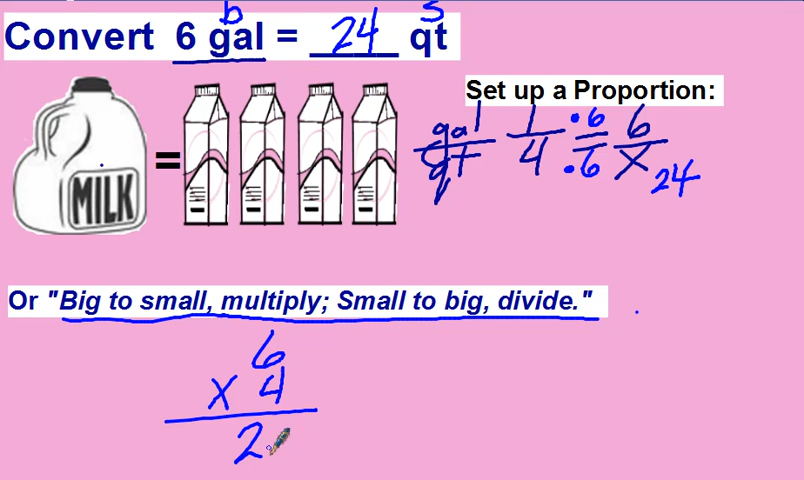 b s
Convert 6 gal = 24 qt
Set up a Proportion:
gal 1 · 6 6
qt 4 · 6 x 24
MILK =
Or "Big to small, multiply; Small to big, divide."
6
x 4
2